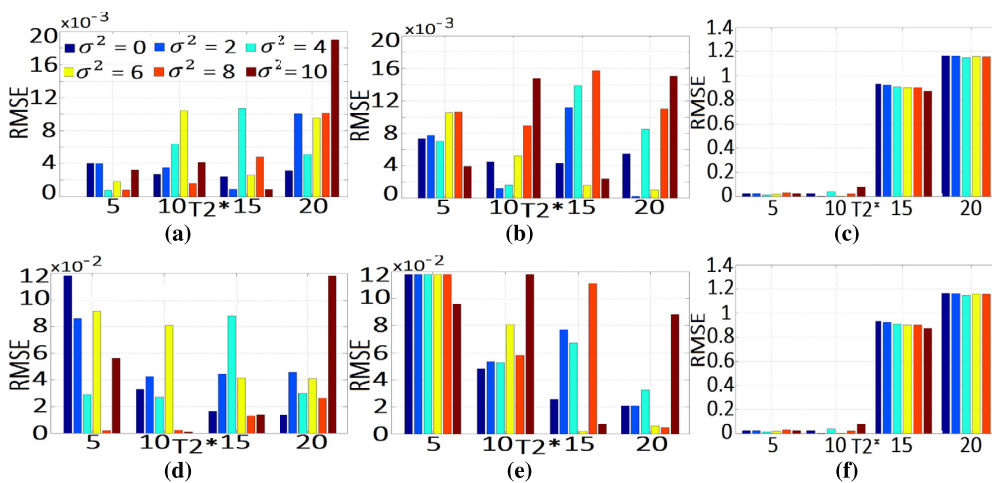 ×10⁻³
20
16
12
8
4
0
RMSE
σ² = 0 σ² = 2 σ² = 4
σ² = 6 σ² = 8 σ² = 10
5 10 T2* 15 20
(a)
×10⁻³
20
16
12
8
4
0
RMSE
5 10 T2* 15 20
(b)
1.4
1.2
1
0.8
0.6
0.4
0.2
0
RMSE
5 10 T2* 15 20
(c)
12 ×10⁻²
10
8
6
4
2
0
RMSE
5 10 T2* 15 20
(d)
12 ×10⁻²
10
8
6
4
2
0
RMSE
5 10 T2* 15 20
(e)
1.4
1.2
1
0.8
0.6
0.4
0.2
0
RMSE
5 10 T2* 15 20
(f)